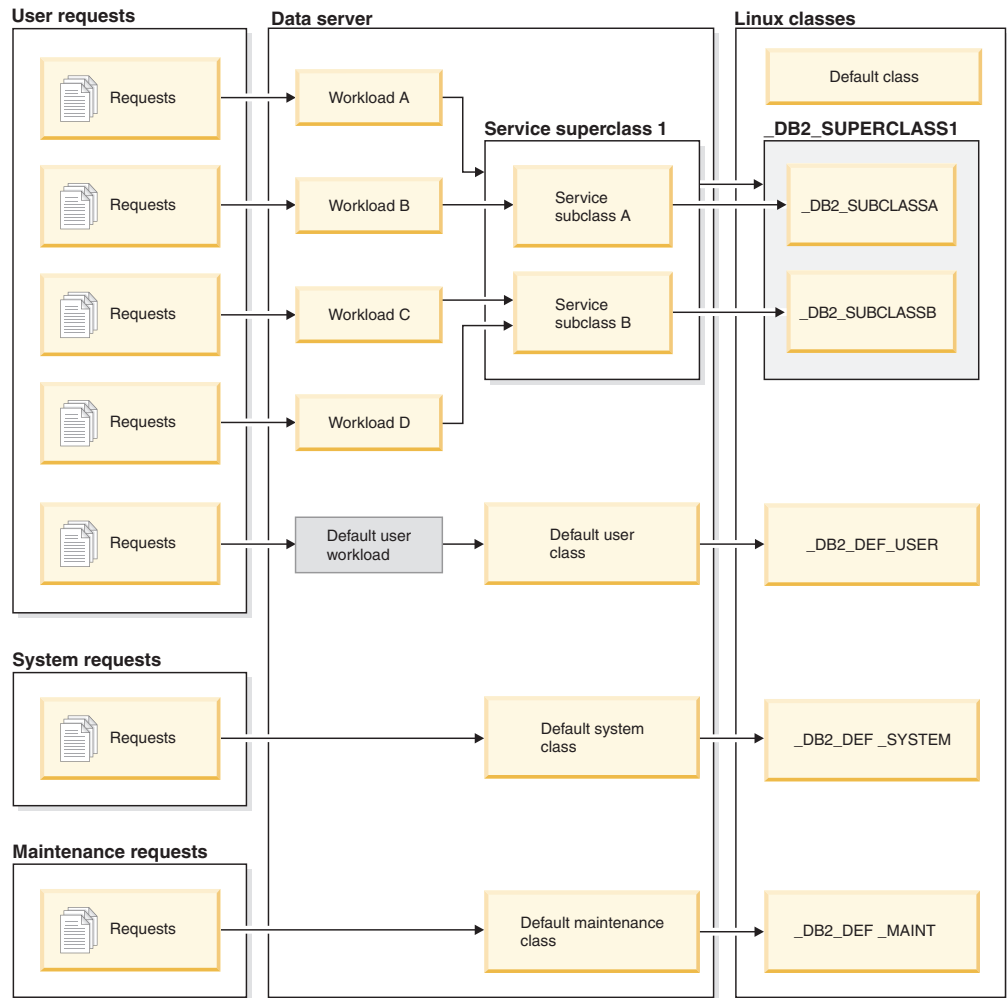 User requests
Data server
Linux classes
Requests
Workload A
Default class
Service superclass 1
_DB2_SUPERCLASS1
Requests
Workload B
Service
subclass A
_DB2_SUBCLASSA
Requests
Workload C
Service
subclass B
_DB2_SUBCLASSB
Requests
Workload D
Requests
Default user
workload
Default user
class
_DB2_DEF_USER
System requests
Requests
Default system
class
_DB2_DEF _SYSTEM
Maintenance requests
Requests
Default maintenance
class
_DB2_DEF _MAINT